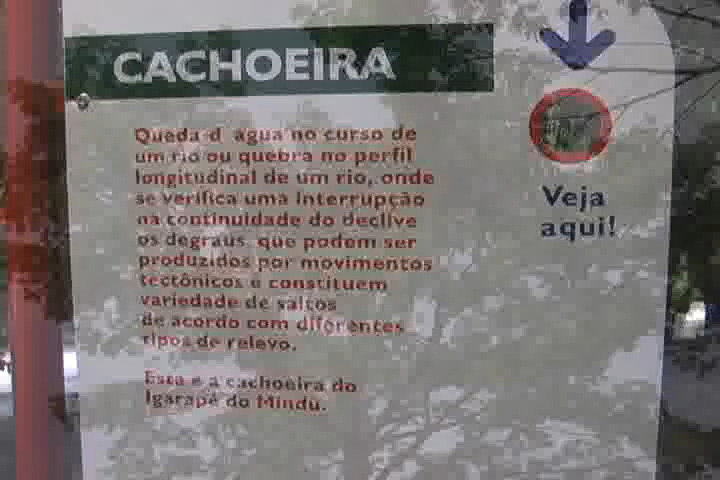 CACHOEIRA
Queda d agua no curso de
um rio ou quebra no perfil
longitudinal de um rio, onde
se verifica uma interrupção
na continuidade do declive
os degraus que podem ser
produzidos por movimentos
tectônicos e constituem
variedade de saltos
de acordo com diferentes
tipos de relevo.
Esta é a cachoeira do
Igarapé do Mindú.
Veja
aqui!